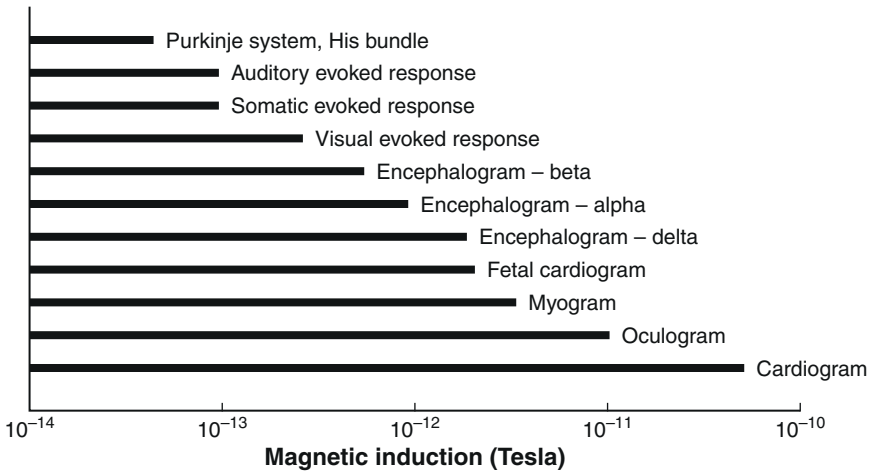 Purkinje system, His bundle
Auditory evoked response
Somatic evoked response
Visual evoked response
Encephalogram – beta
Encephalogram – alpha
Encephalogram – delta
Fetal cardiogram
Myogram
Oculogram
Cardiogram
10⁻¹⁴ 10⁻¹³ 10⁻¹² 10⁻¹¹ 10⁻¹⁰
Magnetic induction (Tesla)